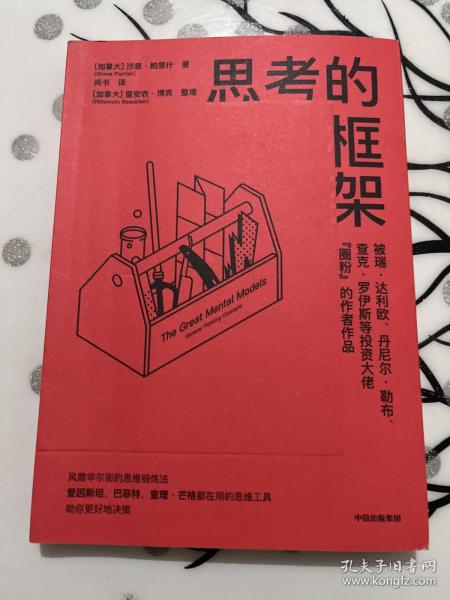 [加拿大] 沙恩·帕里什 著
(Shane Parrish)
尚书 译
[加拿大] 里安农·博宾 整理
(Rhiannon Beaubien)
思考的
框架
被瑞·达利欧、丹尼尔·勒布、
查克·罗伊斯等投资大佬
『圈粉』的作者作品
The Great Mental Models
General Thinking Concepts
风靡华尔街的思维锻炼法
爱因斯坦、巴菲特、查理·芒格都在用的思维工具
助你更好地决策
中信出版集团
孔夫子旧书网
www.kongfz.com